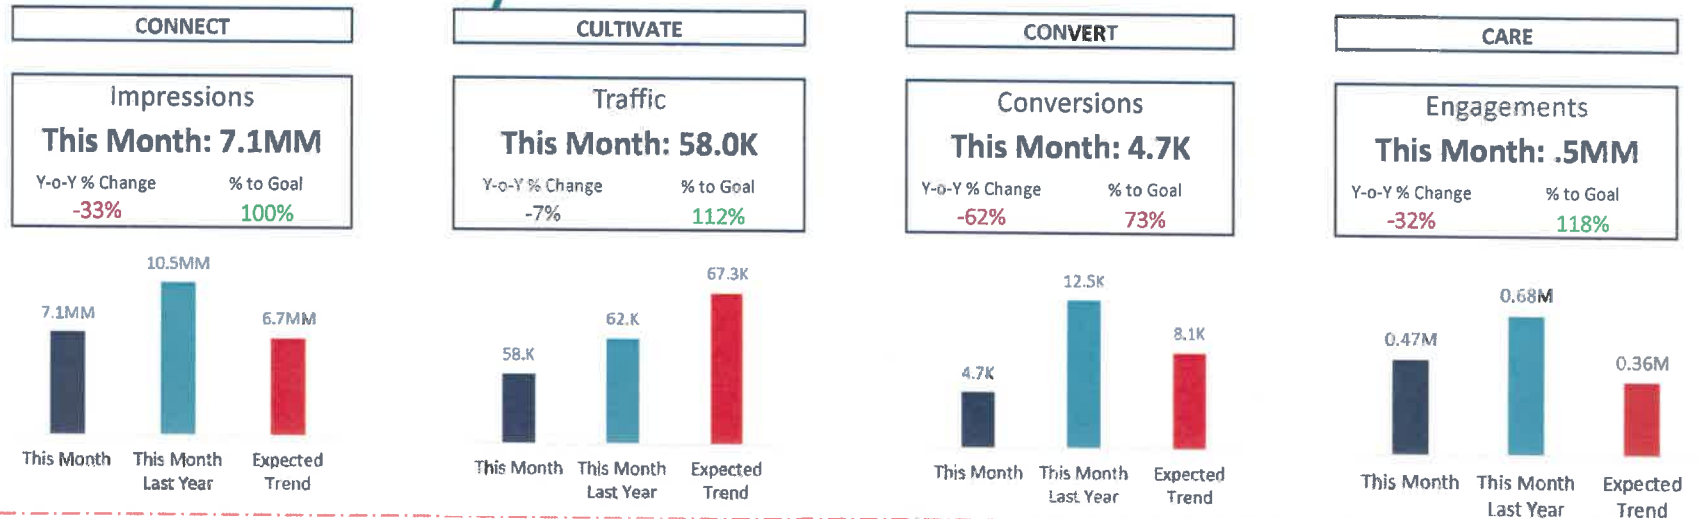 CONNECT
Impressions
This Month: 7.1MM
Y-o-Y % Change % to Goal
-33% 100%
10.5MM
7.1MM
6.7MM
This Month This Month Expected
Last Year Trend
CULTIVATE
Traffic
This Month: 58.0K
Y-o-Y % Change % to Goal
-7% 112%
67.3K
62.K
58.K
This Month This Month Expected
Last Year Trend
CONVERT
Conversions
This Month: 4.7K
Y-o-Y % Change % to Goal
-62% 73%
12.5K
8.1K
4.7K
This Month This Month Expected
Last Year Trend
CARE
Engagements
This Month: .5MM
Y-o-Y % Change % to Goal
-32% 118%
0.68M
0.47M
0.36M
This Month This Month Expected
Last Year Trend